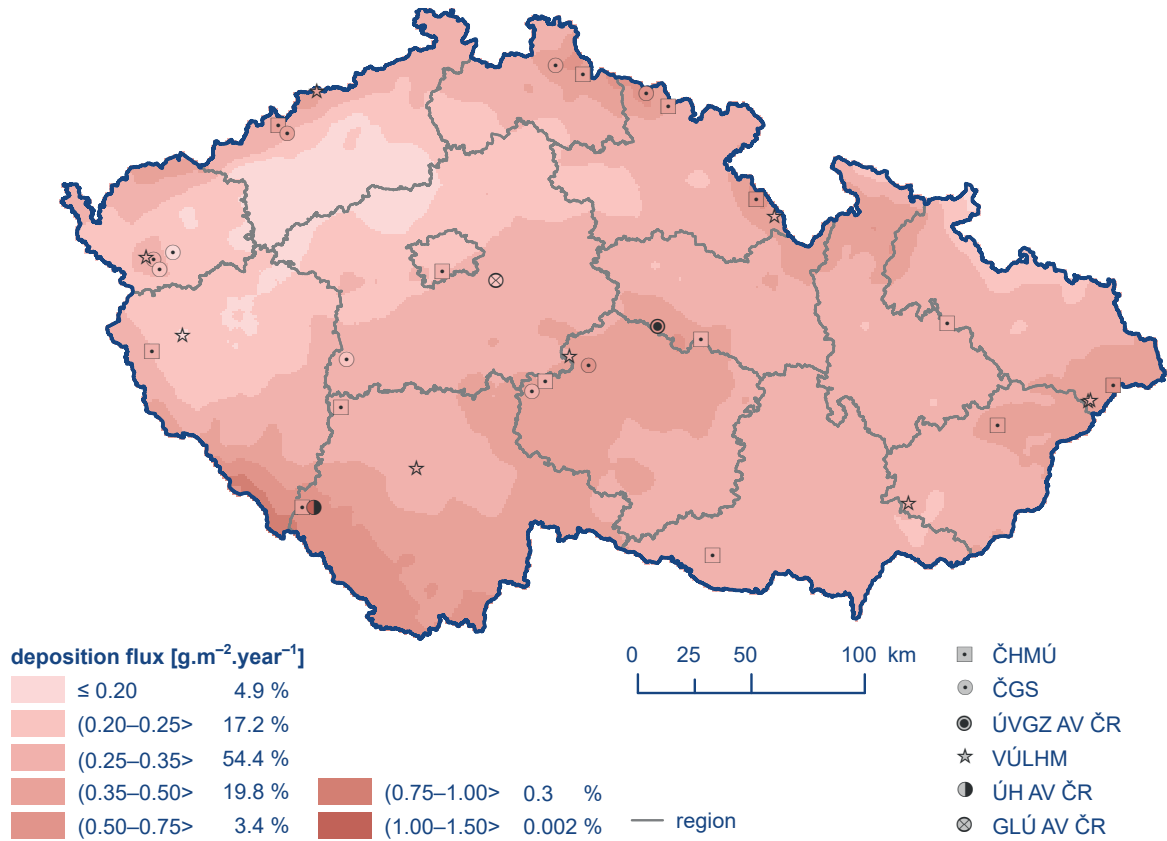 deposition flux [g.m⁻².year⁻¹]
≤ 0.20 4.9 %
(0.20–0.25> 17.2 %
(0.25–0.35> 54.4 %
(0.35–0.50> 19.8 %
(0.50–0.75> 3.4 %
(0.75–1.00> 0.3 %
(1.00–1.50> 0.002 %
0 25 50 100 km
region
ČHMÚ
ČGS
ÚVGZ AV ČR
VÚLHM
ÚH AV ČR
GLÚ AV ČR